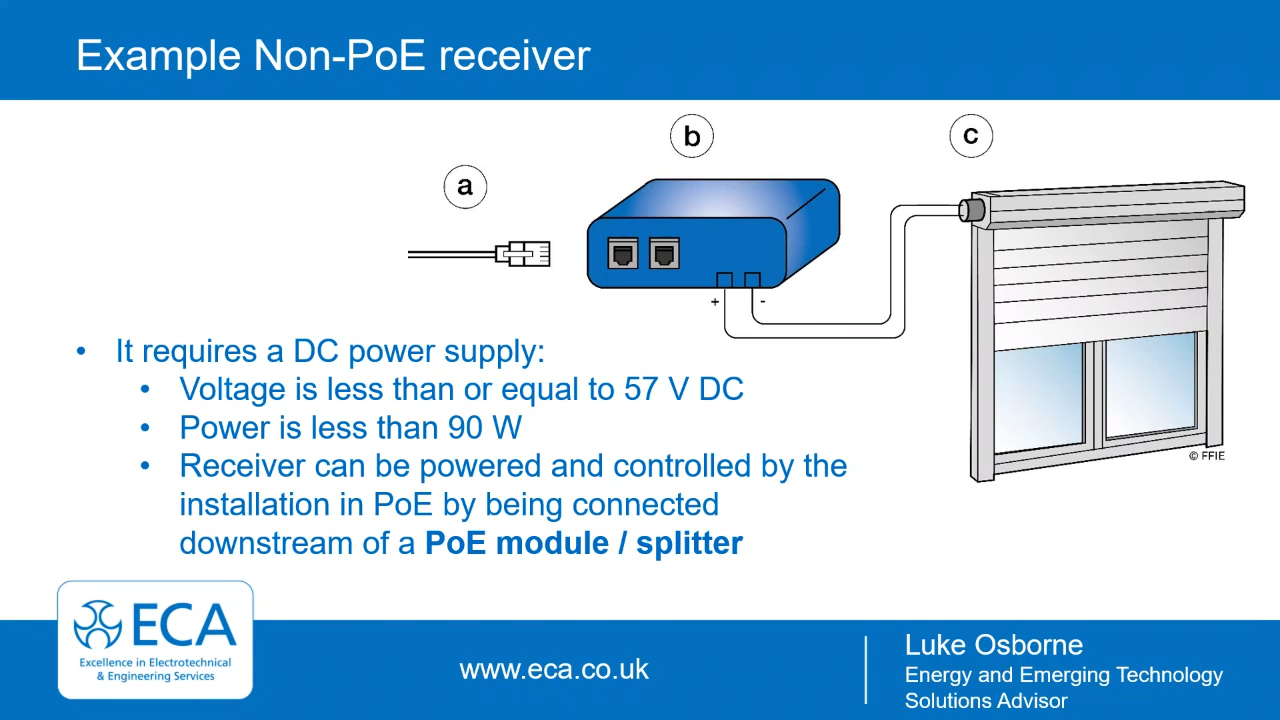 Example Non-PoE receiver
a
b
c
+
-
© FFIE
• It requires a DC power supply:
• Voltage is less than or equal to 57 V DC
• Power is less than 90 W
• Receiver can be powered and controlled by the
installation in PoE by being connected
downstream of a PoE module / splitter
ECA
Excellence in Electrotechnical
& Engineering Services
www.eca.co.uk
Luke Osborne
Energy and Emerging Technology
Solutions Advisor